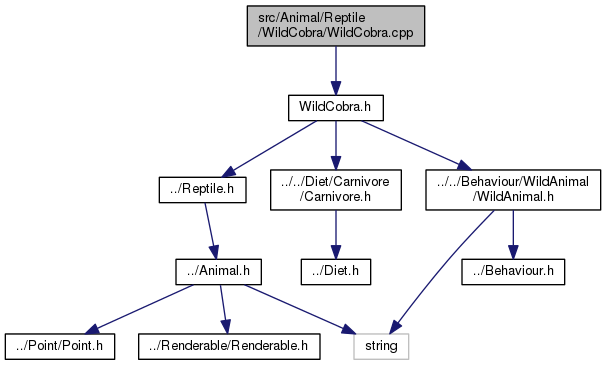 src/Animal/Reptile
/WildCobra/WildCobra.cpp
WildCobra.h
../Reptile.h
../../Diet/Carnivore
/Carnivore.h
../../Behaviour/WildAnimal
/WildAnimal.h
../Animal.h
../Diet.h
../Behaviour.h
../Point/Point.h
../Renderable/Renderable.h
string